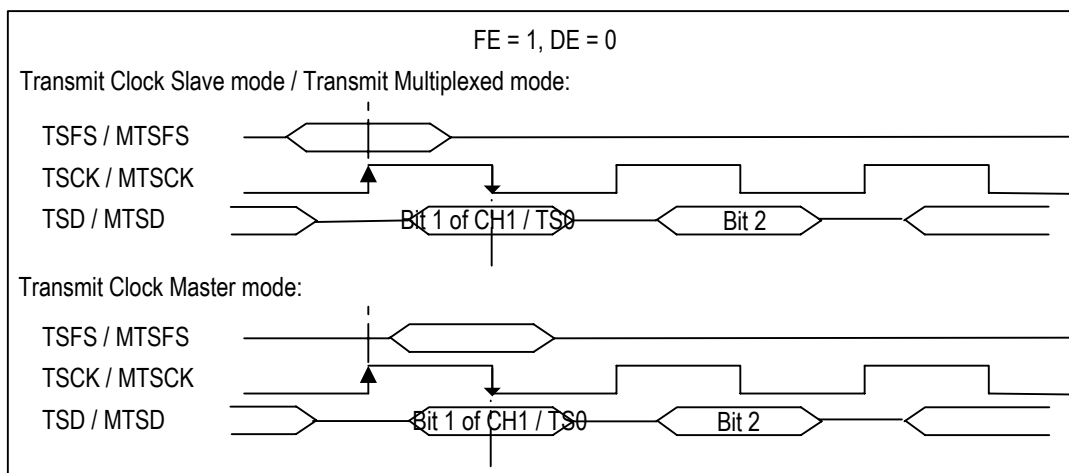 FE = 1, DE = 0
Transmit Clock Slave mode / Transmit Multiplexed mode:
TSFS / MTSFS
TSCK / MTSCK
TSD / MTSD
Bit 1 of CH1 / TS0
Bit 2
Transmit Clock Master mode:
TSFS / MTSFS
TSCK / MTSCK
TSD / MTSD
Bit 1 of CH1 / TS0
Bit 2